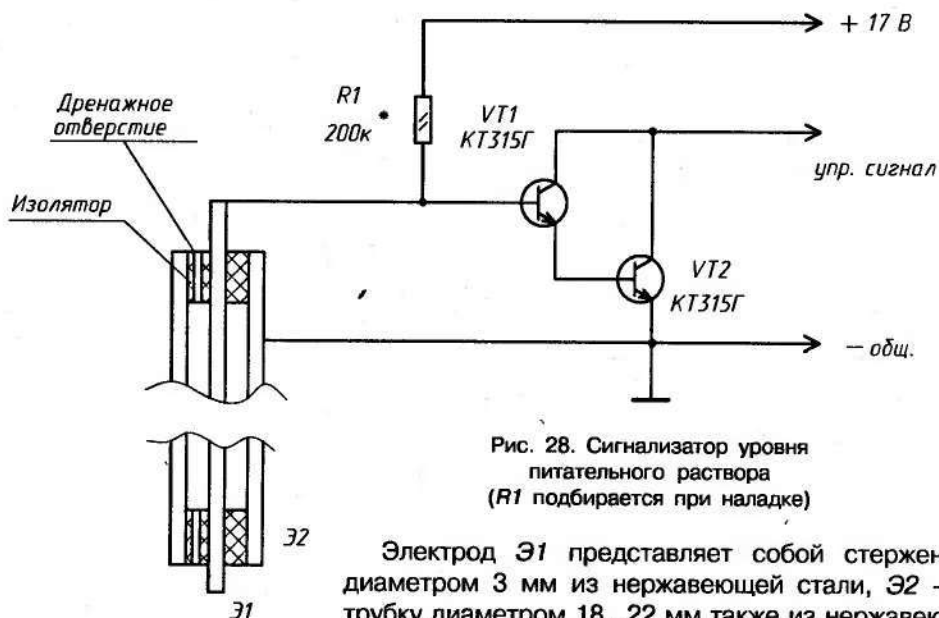 + 17 В
Дренажное
отверстие
R1
200к
*
VT1
КТ315Г
упр. сигнал
Изолятор
VT2
КТ315Г
— общ.
Рис. 28. Сигнализатор уровня
питательного раствора
(R1 подбирается при наладке)
Э2
Э1
Электрод Э1 представляет собой стержен
диаметром 3 мм из нержавеющей стали, Э2 –
трубку диаметром 18...22 мм также из нержавею